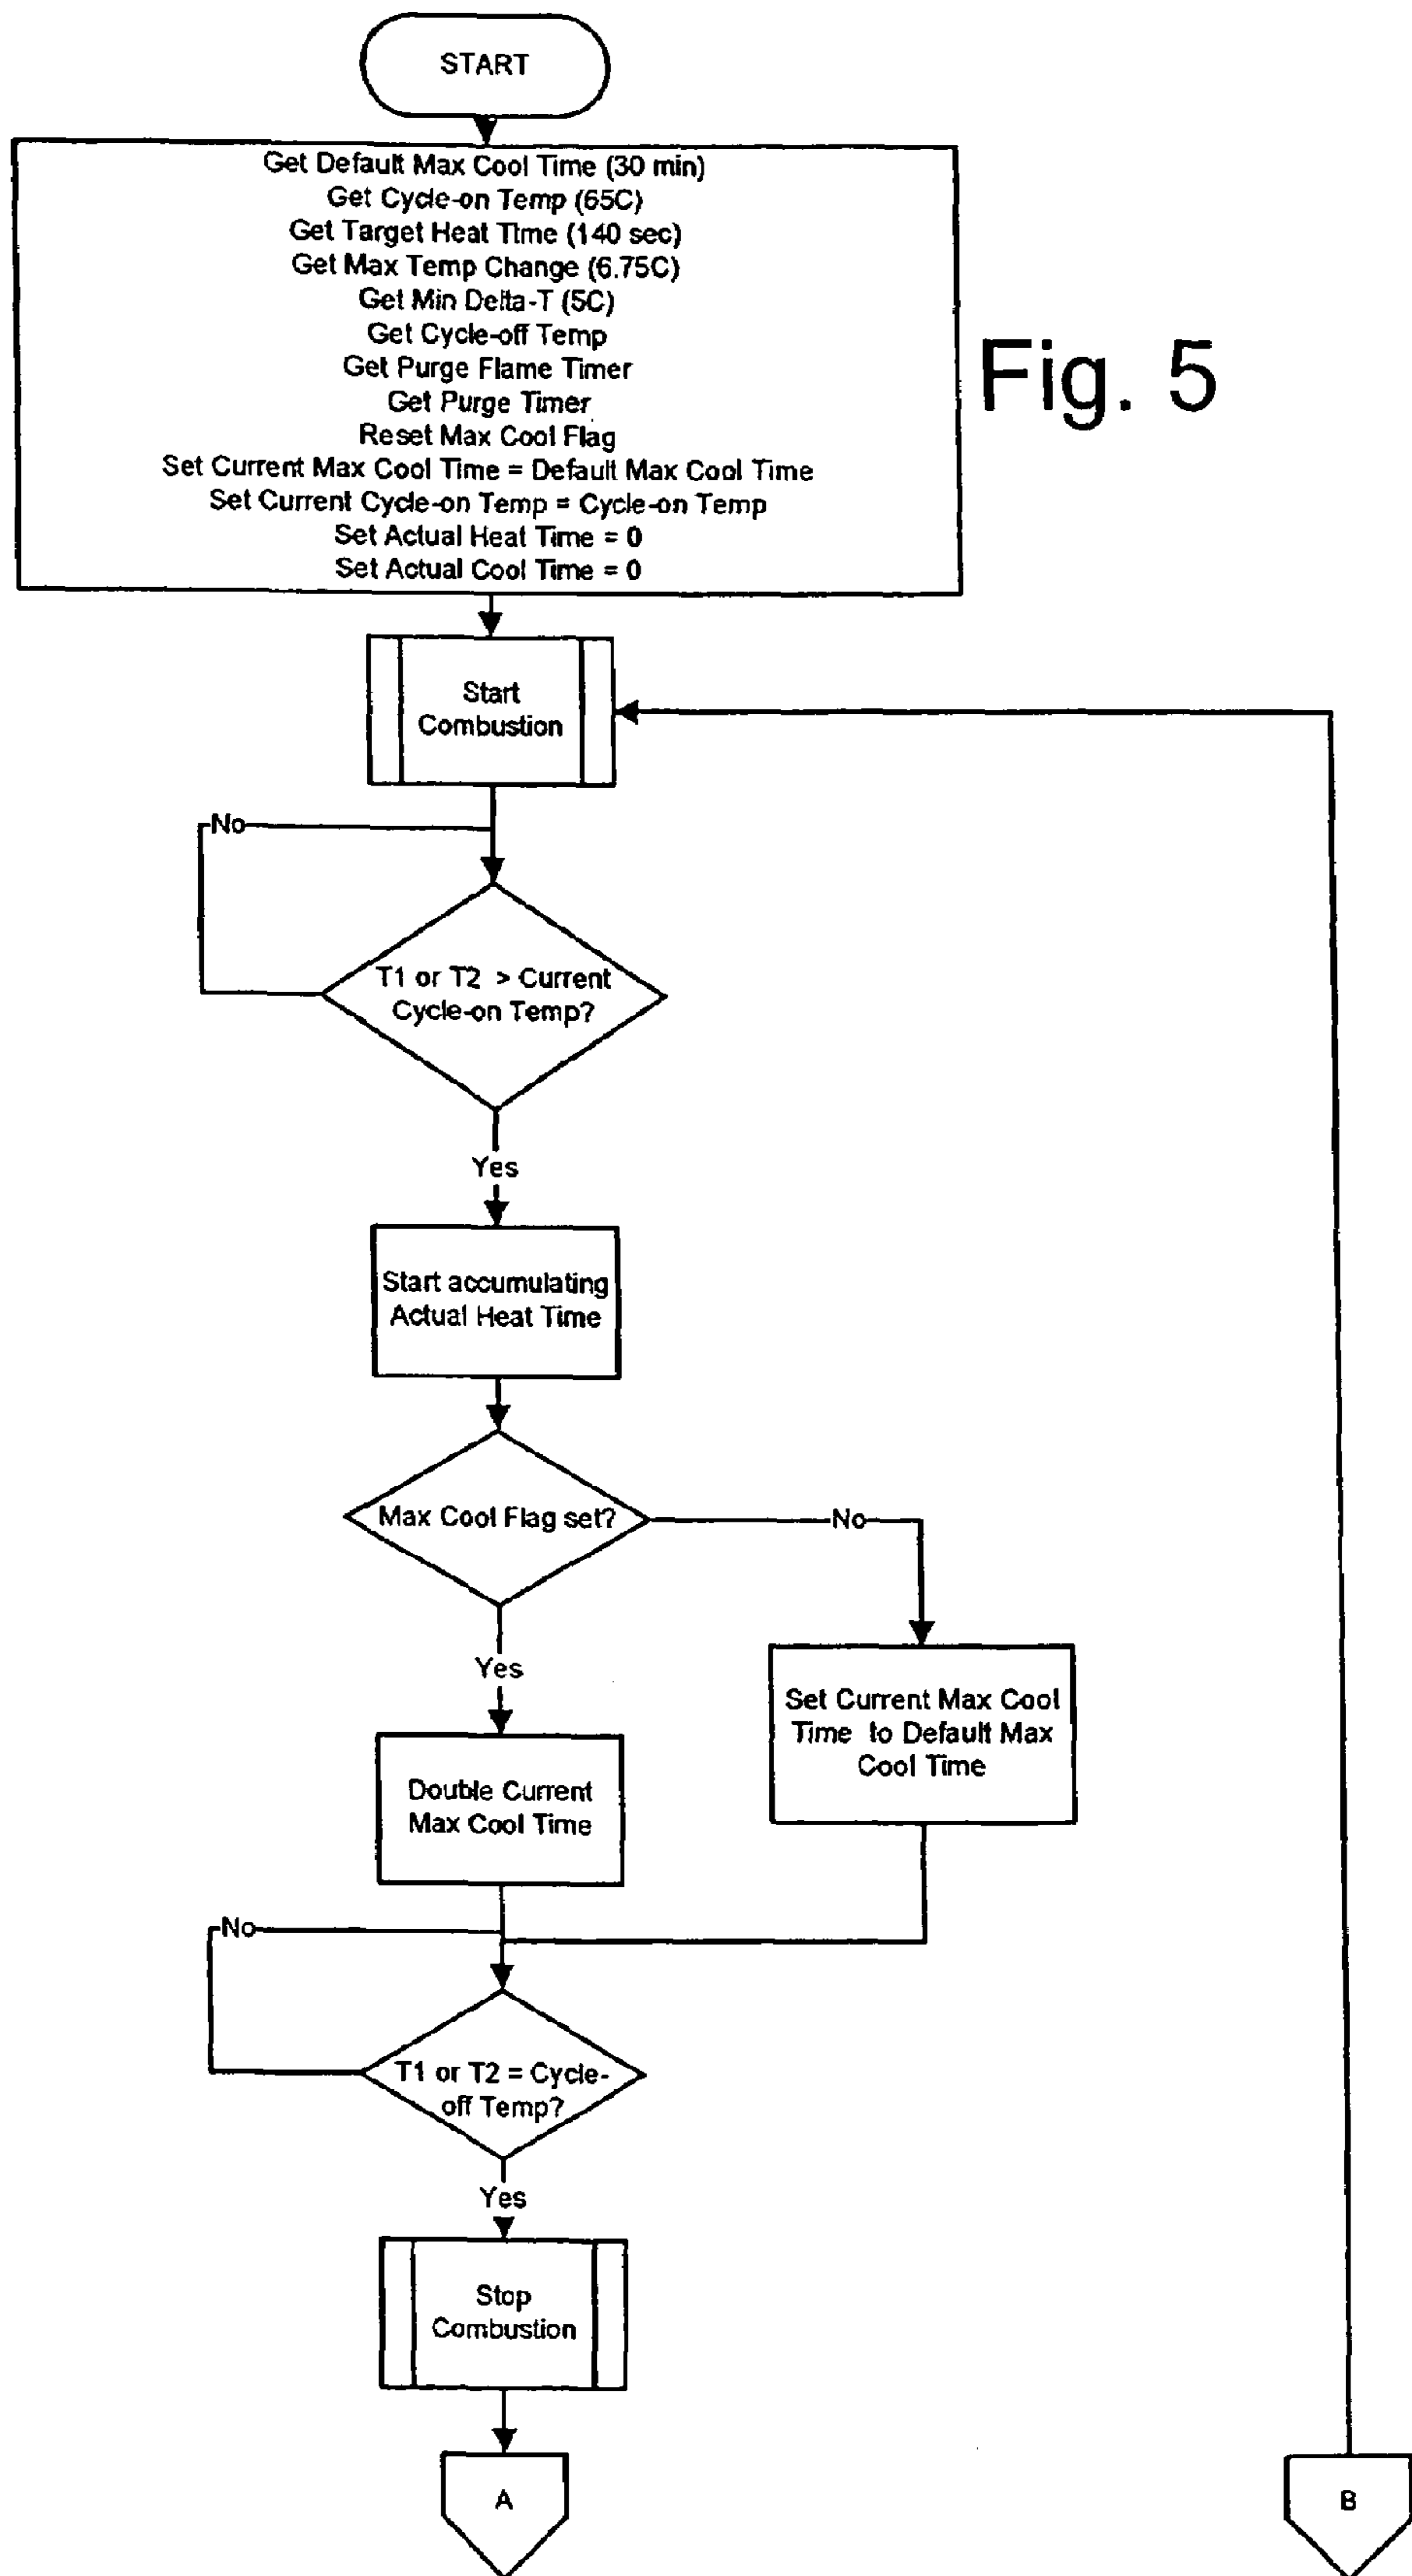 START
Get Default Max Cool Time (30 min)
Get Cycle-on Temp (65C)
Get Target Heat Time (140 sec)
Get Max Temp Change (6.75C)
Get Min Delta-T (5C)
Get Cycle-off Temp
Get Purge Flame Timer
Get Purge Timer
Reset Max Cool Flag
Set Current Max Cool Time = Default Max Cool Time
Set Current Cycle-on Temp = Cycle-on Temp
Set Actual Heat Time = 0
Set Actual Cool Time = 0
Fig. 5
Start
Combustion
No
T1 or T2 > Current
Cycle-on Temp?
Yes
Start accumulating
Actual Heat Time
Max Cool Flag set?
No
Yes
Set Current Max Cool
Time to Default Max
Cool Time
Double Current
Max Cool Time
No
T1 or T2 = Cycle-
off Temp?
Yes
Stop
Combustion
A
B